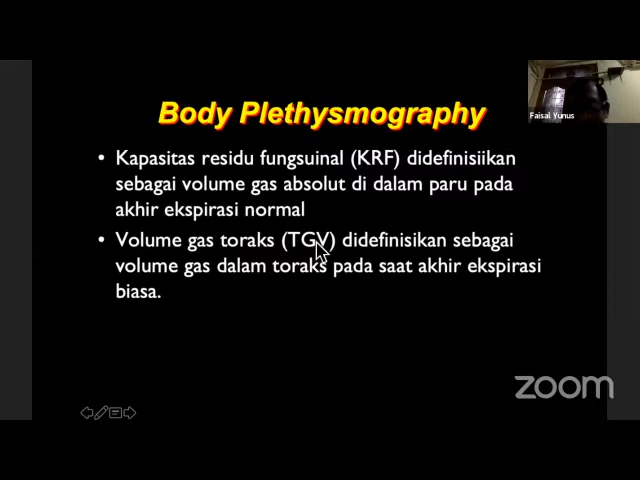 Body Plethysmography
Faisal Yunus
• Kapasitas residu fungsuinal (KRF) didefinisiikan
sebagai volume gas absolut di dalam paru pada
akhir ekspirasi normal
• Volume gas toraks (TGV) didefinisikan sebagai
volume gas dalam toraks pada saat akhir ekspirasi
biasa.
zoom